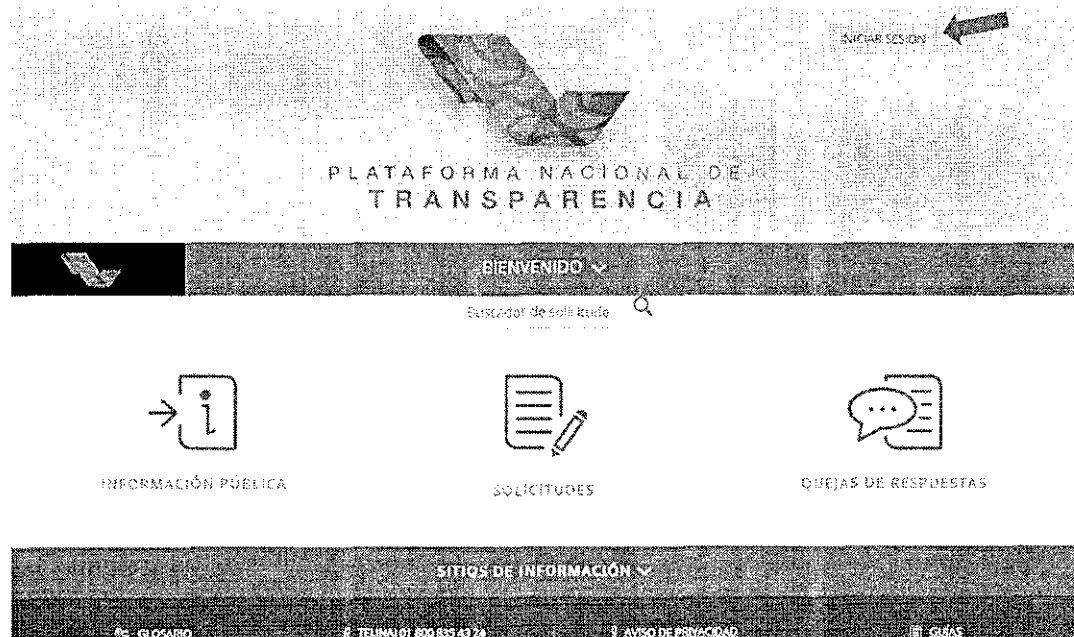 INICIAR SESIÓN
PLATAFORMA NACIONAL DE
TRANSPARENCIA
BIENVENIDO
Buscador de solicitude
INFORMACIÓN PÚBLICA
SOLICITUDES
QUEJAS DE RESPUESTAS
SITIOS DE INFORMACIÓN
GLOSARIO
TELINAI 01 800 835 43 24
AVISO DE PRIVACIDAD
GUÍAS